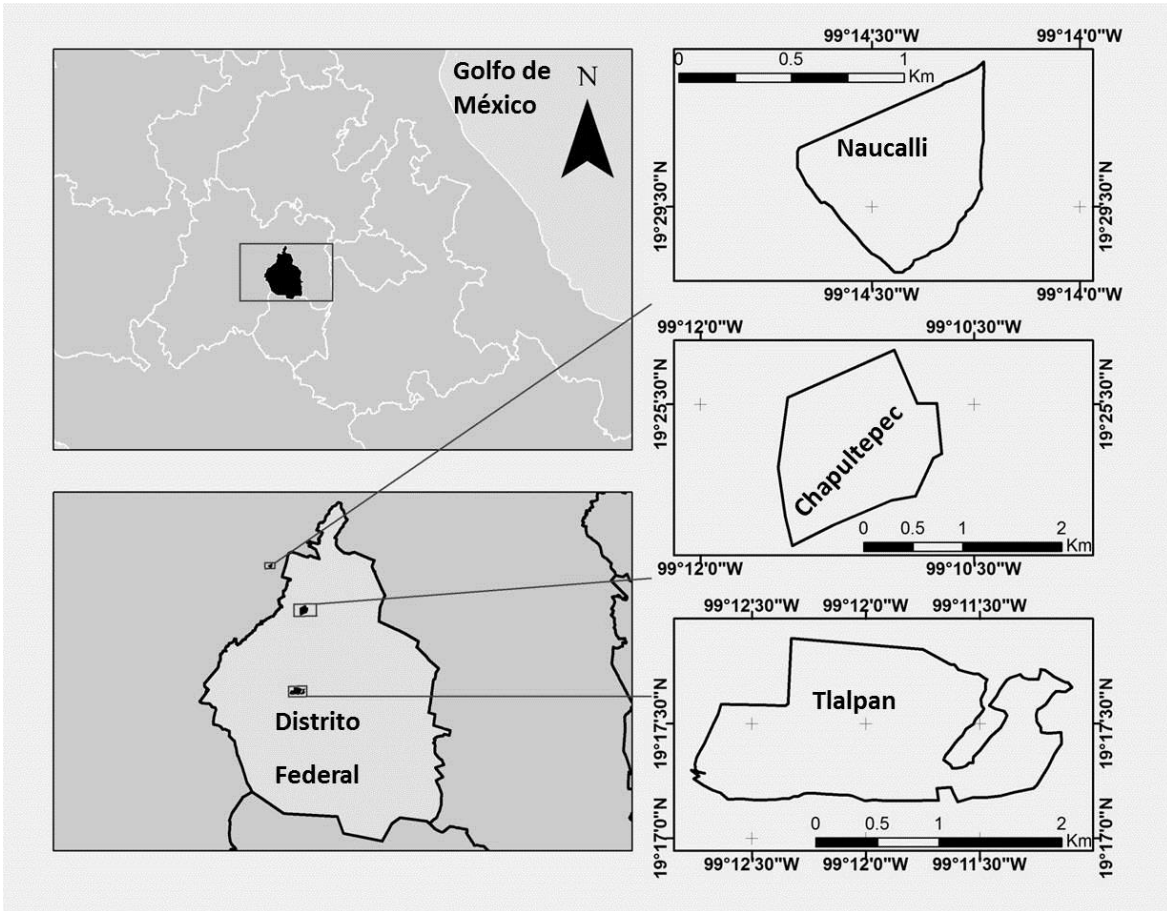 Golfo de
México
N
Distrito
Federal
99°14'30"W 99°14'0"W
0 0.5 1
Km
Naucalli
19°29'30"N 19°29'30"N
99°14'30"W 99°14'0"W
99°12'0"W 99°10'30"W
19°25'30"N 19°25'30"N
Chapultepec
0 0.5 1 2
Km
99°12'0"W 99°10'30"W
99°12'30"W 99°12'0"W 99°11'30"W
Tlalpan
19°17'30"N 19°17'30"N
0 0.5 1 2
Km
19°17'0"N 19°17'0"N
99°12'30"W 99°12'0"W 99°11'30"W